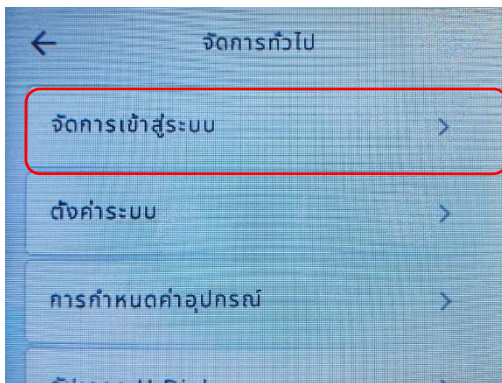 จัดการทั่วไป
จัดการเข้าสู่ระบบ
ตั้งค่าระบบ
การกำหนดค่าอุปกรณ์